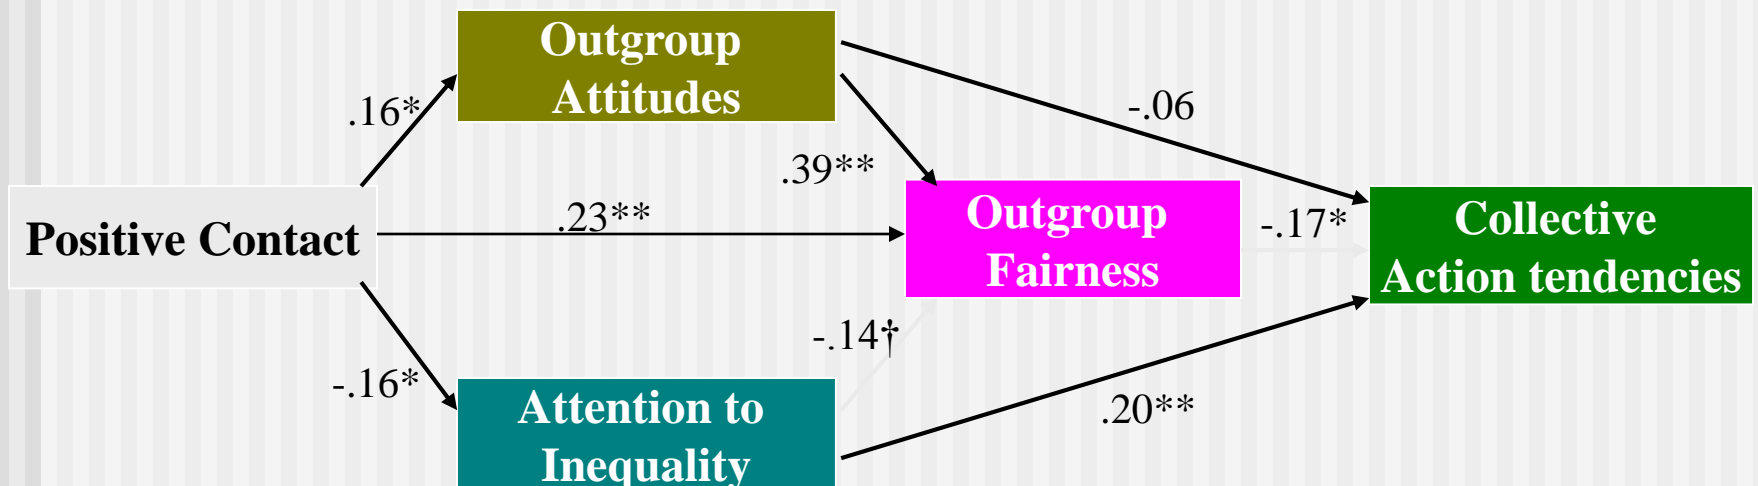 Outgroup
Attitudes
.16*
-.06
.39**
Positive Contact
.23**
Outgroup
Fairness
-.17*
Collective
Action tendencies
-.14†
-.16*
Attention to
Inequality
.20**